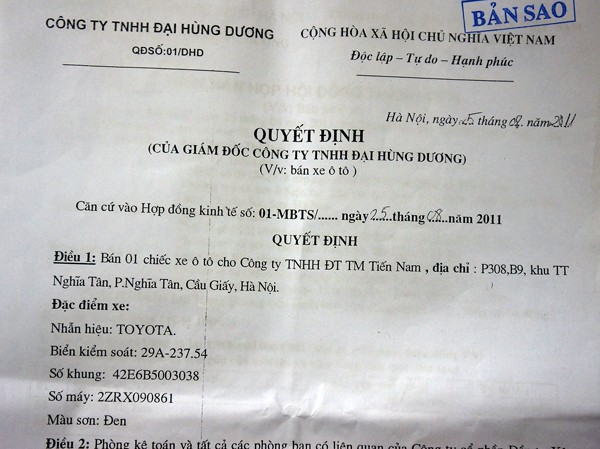 BẢN SAO
CÔNG TY TNHH ĐẠI HÙNG DƯƠNG
QĐSỐ:01/DHD
CỘNG HÒA XÃ HỘI CHỦ NGHĨA VIỆT NAM
Độc lập – Tự do – Hạnh phúc
Hà Nội, ngày 25 tháng 08 năm 2011
QUYẾT ĐỊNH
(CỦA GIÁM ĐỐC CÔNG TY TNHH ĐẠI HÙNG DƯƠNG)
(V/v: bán xe ô tô )
Căn cứ vào Hợp đồng kinh tế số: 01-MBTS/...... ngày 25 tháng 08 năm 2011
QUYẾT ĐỊNH
Điều 1: Bán 01 chiếc xe ô tô cho Công ty TNHH ĐT TM Tiến Nam , địa chỉ : P308,B9, khu TT
Nghĩa Tân, P.Nghĩa Tân, Cầu Giấy, Hà Nội.
Đặc điểm xe:
Nhãn hiệu: TOYOTA.
Biển kiểm soát: 29A-237.54
Số khung: 42E6B5003038
Số máy: 2ZRX090861
Màu sơn: Đen
Điều 2: Phòng kê toán và tất cả các phòng ban có liên quan của Công ty cổ phần